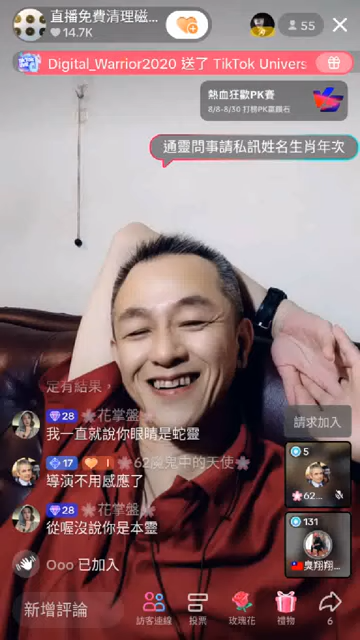 直播免費清理磁...
14.7K
55
Digital_Warrior2020 送了 TikTok Univers
熱血狂歡PK賽
8/8-8/30 打榜PK贏鑽石
通靈問事請私訊姓名生肖年次
定有結果，
28 花掌盤
我一直就說你眼睛是蛇靈
17 I 62魔鬼中的天使
導演不用感應了
28 花掌盤
從喔沒說你是本靈
Ooo 已加入
請求加入
5
62...
131
臭翔翔...
新增評論
訪客連線
投票
玫瑰花
禮物
6